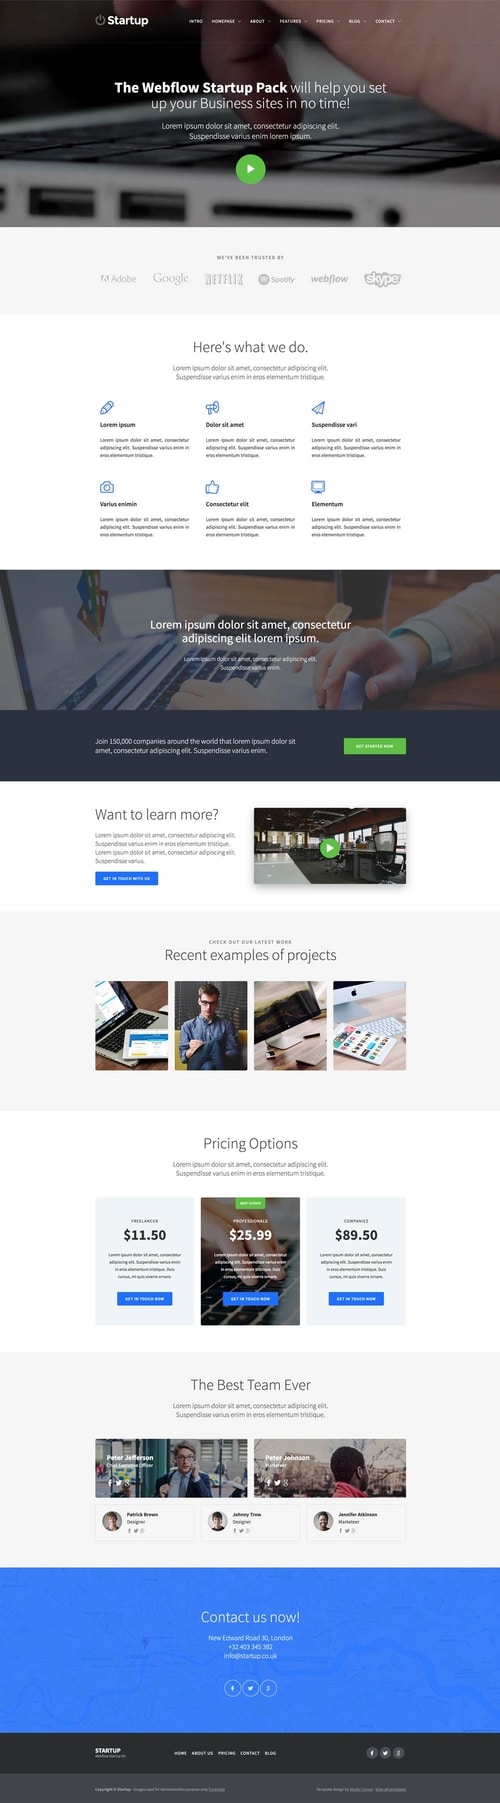 Startup
INTRO HOMEPAGE ABOUT FEATURES PRICING BLOG CONTACT
The Webflow Startup Pack will help you set
up your Business sites in no time!
Lorem ipsum dolor sit amet, consectetur adipiscing elit.
Suspendisse varius enim lorem ipsum.
WE'VE BEEN TRUSTED BY
Adobe Google NETFLIX Spotify webflow skype
Here's what we do.
Lorem ipsum dolor sit amet, consectetur adipiscing elit.
Suspendisse varius enim in eros elementum tristique.
Lorem ipsum Dolor sit amet Suspendisse vari
Lorem ipsum dolor sit amet, consectetur
adipiscing elit. Suspendisse varius enim in
eros elementum tristique.
Lorem ipsum dolor sit amet, consectetur
adipiscing elit. Suspendisse varius enim in
eros elementum tristique.
Lorem ipsum dolor sit amet, consectetur
adipiscing elit. Suspendisse varius enim in
eros elementum tristique.
Varius enimin Consectetur elit Elementum
Lorem ipsum dolor sit amet, consectetur
adipiscing elit. Suspendisse varius enim in
eros elementum tristique.
Lorem ipsum dolor sit amet, consectetur
adipiscing elit. Suspendisse varius enim in
eros elementum tristique.
Lorem ipsum dolor sit amet, consectetur
adipiscing elit. Suspendisse varius enim in
eros elementum tristique.
Lorem ipsum dolor sit amet, consectetur
adipiscing elit lorem ipsum.
Lorem ipsum dolor sit amet, consectetur adipiscing elit.
Suspendisse varius enim.
Join 150,000 companies around the world that lorem ipsum dolor sit
amet, consectetur adipiscing elit. Suspendisse varius enim.
GET STARTED NOW
Want to learn more?
Lorem ipsum dolor sit amet, consectetur adipiscing elit.
Suspendisse varius enim in eros elementum tristique.
Lorem ipsum dolor sit amet, consectetur adipiscing elit.
Suspendisse varius.
GET IN TOUCH WITH US
CHECK OUT OUR LATEST WORK
Recent examples of projects
Pricing Options
Lorem ipsum dolor sit amet, consectetur adipiscing elit.
Suspendisse varius enim in eros elementum tristique.
FREELANCER
$11.50
Lorem ipsum dolor sit amet, consectetur
adipiscing elit. Suspendisse varius enim
in eros elementum tristique. Duis
cursus, mi quis viverra ornare.
GET IN TOUCH NOW
BEST CHOICE
PROFESSIONALS
$25.99
Lorem ipsum dolor sit amet, consectetur
adipiscing elit. Suspendisse varius enim
in eros elementum tristique. Duis
cursus, mi quis viverra ornare.
GET IN TOUCH NOW
COMPANIES
$89.50
Lorem ipsum dolor sit amet, consectetur
adipiscing elit. Suspendisse varius enim
in eros elementum tristique. Duis
cursus, mi quis viverra ornare.
GET IN TOUCH NOW
The Best Team Ever
Lorem ipsum dolor sit amet, consectetur adipiscing elit.
Suspendisse varius enim in eros elementum tristique.
Peter Jefferson
Chief Executive Officer
Peter Johnson
Marketeer
Patrick Brown
Designer
Johnny Trow
Designer
Jennifer Atkinson
Marketeer
Contact us now!
New Edward Road 30, London
+32 403 345 382
info@startup.co.uk
London
STARTUP
Webflow Startup Kit
HOME ABOUT US PRICING CONTACT BLOG
Copyright © Startup
Images used for demonstration purpose only
Template design by
View all templates